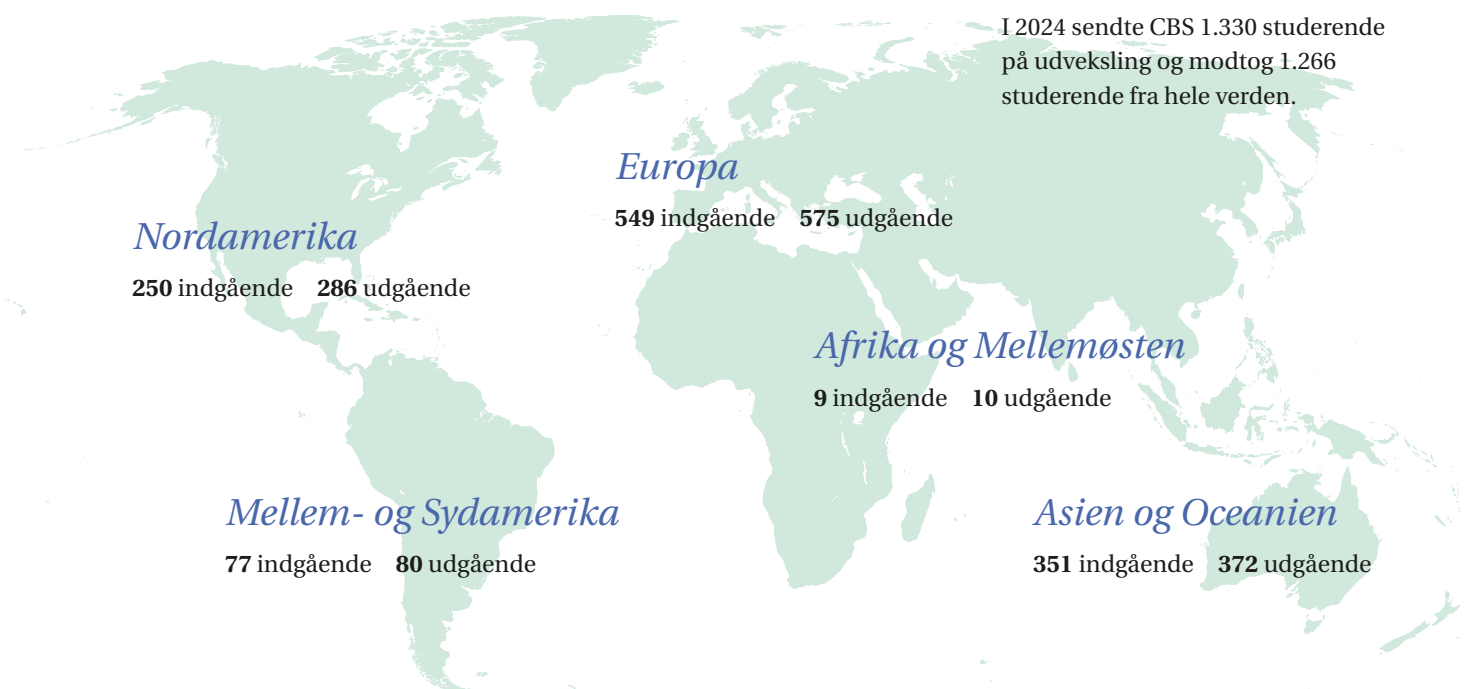 I 2024 sendte CBS 1.330 studerende
på udveksling og modtog 1.266
studerende fra hele verden.
Europa
549 indgående 575 udgående
Nordamerika
250 indgående 286 udgående
Afrika og Mellemøsten
9 indgående 10 udgående
Mellem- og Sydamerika
77 indgående 80 udgående
Asien og Oceanien
351 indgående 372 udgående